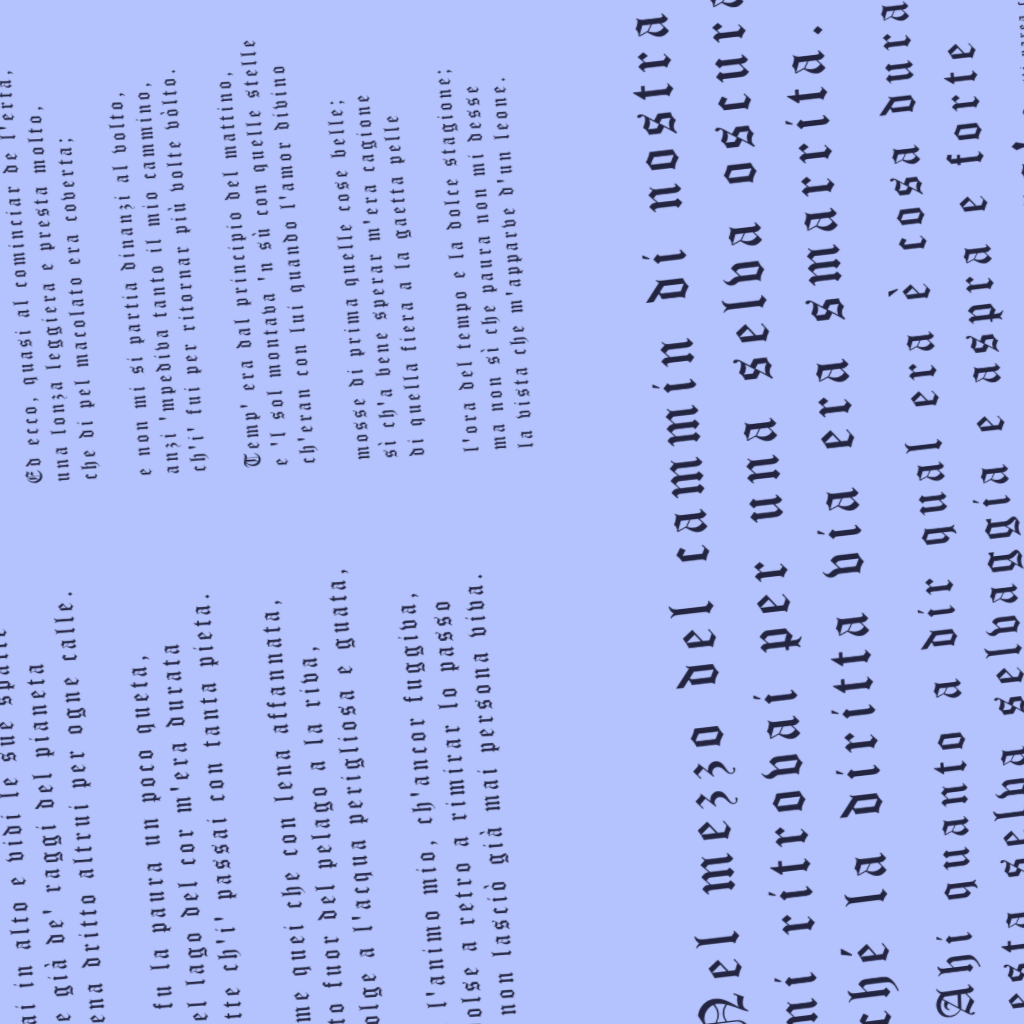 ai in alto e vidi le sue spalle
e già de' raggi del pianeta
ena dritto altrui per ogne calle.
fu la paura un poco queta,
el lago del cor m'era durata
tte ch'i' passai con tanta pieta.
me quei che con lena affannata,
to fuor del pelago a la riva,
olge a l'acqua perigliosa e guata,
l'animo mio, ch'ancor fuggiva,
olse a retro a rimirar lo passo
non lasciò già mai persona viva.
Ed ecco, quasi al cominciar de l'erta,
una lonza leggiera e presta molto,
che di pel macolato era coverta;
e non mi si partia dinanzi al volto,
anzi 'mpediva tanto il mio cammino,
ch'i' fui per ritornar più volte vòlto.
Temp' era dal principio del mattino,
e 'l sol montava 'n sù con quelle stelle
ch'eran con lui quando l'amor divino
mosse di prima quelle cose belle;
sì ch'a bene sperar m'era cagione
di quella fiera a la gaetta pelle
l'ora del tempo e la dolce stagione;
ma non sì che paura non mi desse
la vista che m'apparve d'un leone.
Nel mezzo del cammin di nostra
mi ritrovai per una selva oscura
ché la diritta via era smarrita.
Ahi quanto a dir qual era è cosa dura
esta selva selvaggia e aspra e forte